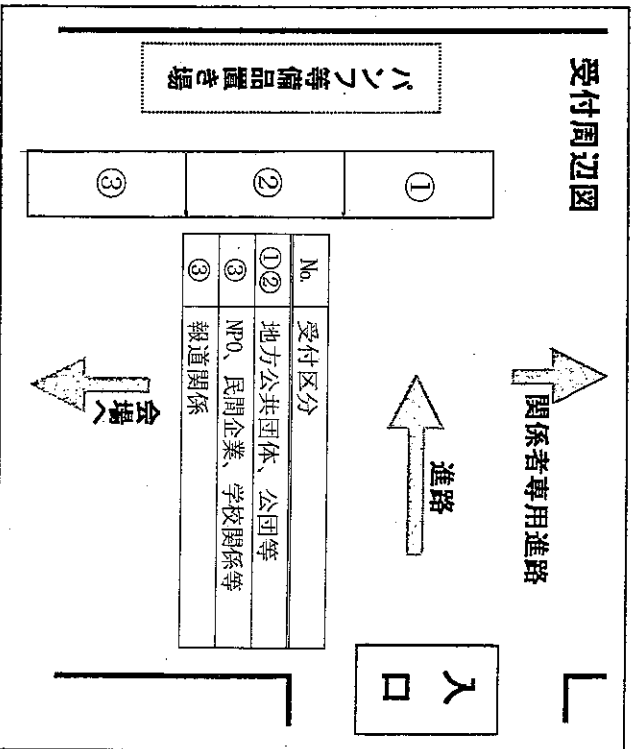 受付周辺図
関係者専用進路
入口
進路
パンフ等備品置き場
①
②
③
No. 受付区分
①② 地方公共団体、公団等
③ NPO、民間企業、学校関係等
③ 報道関係
会場へ